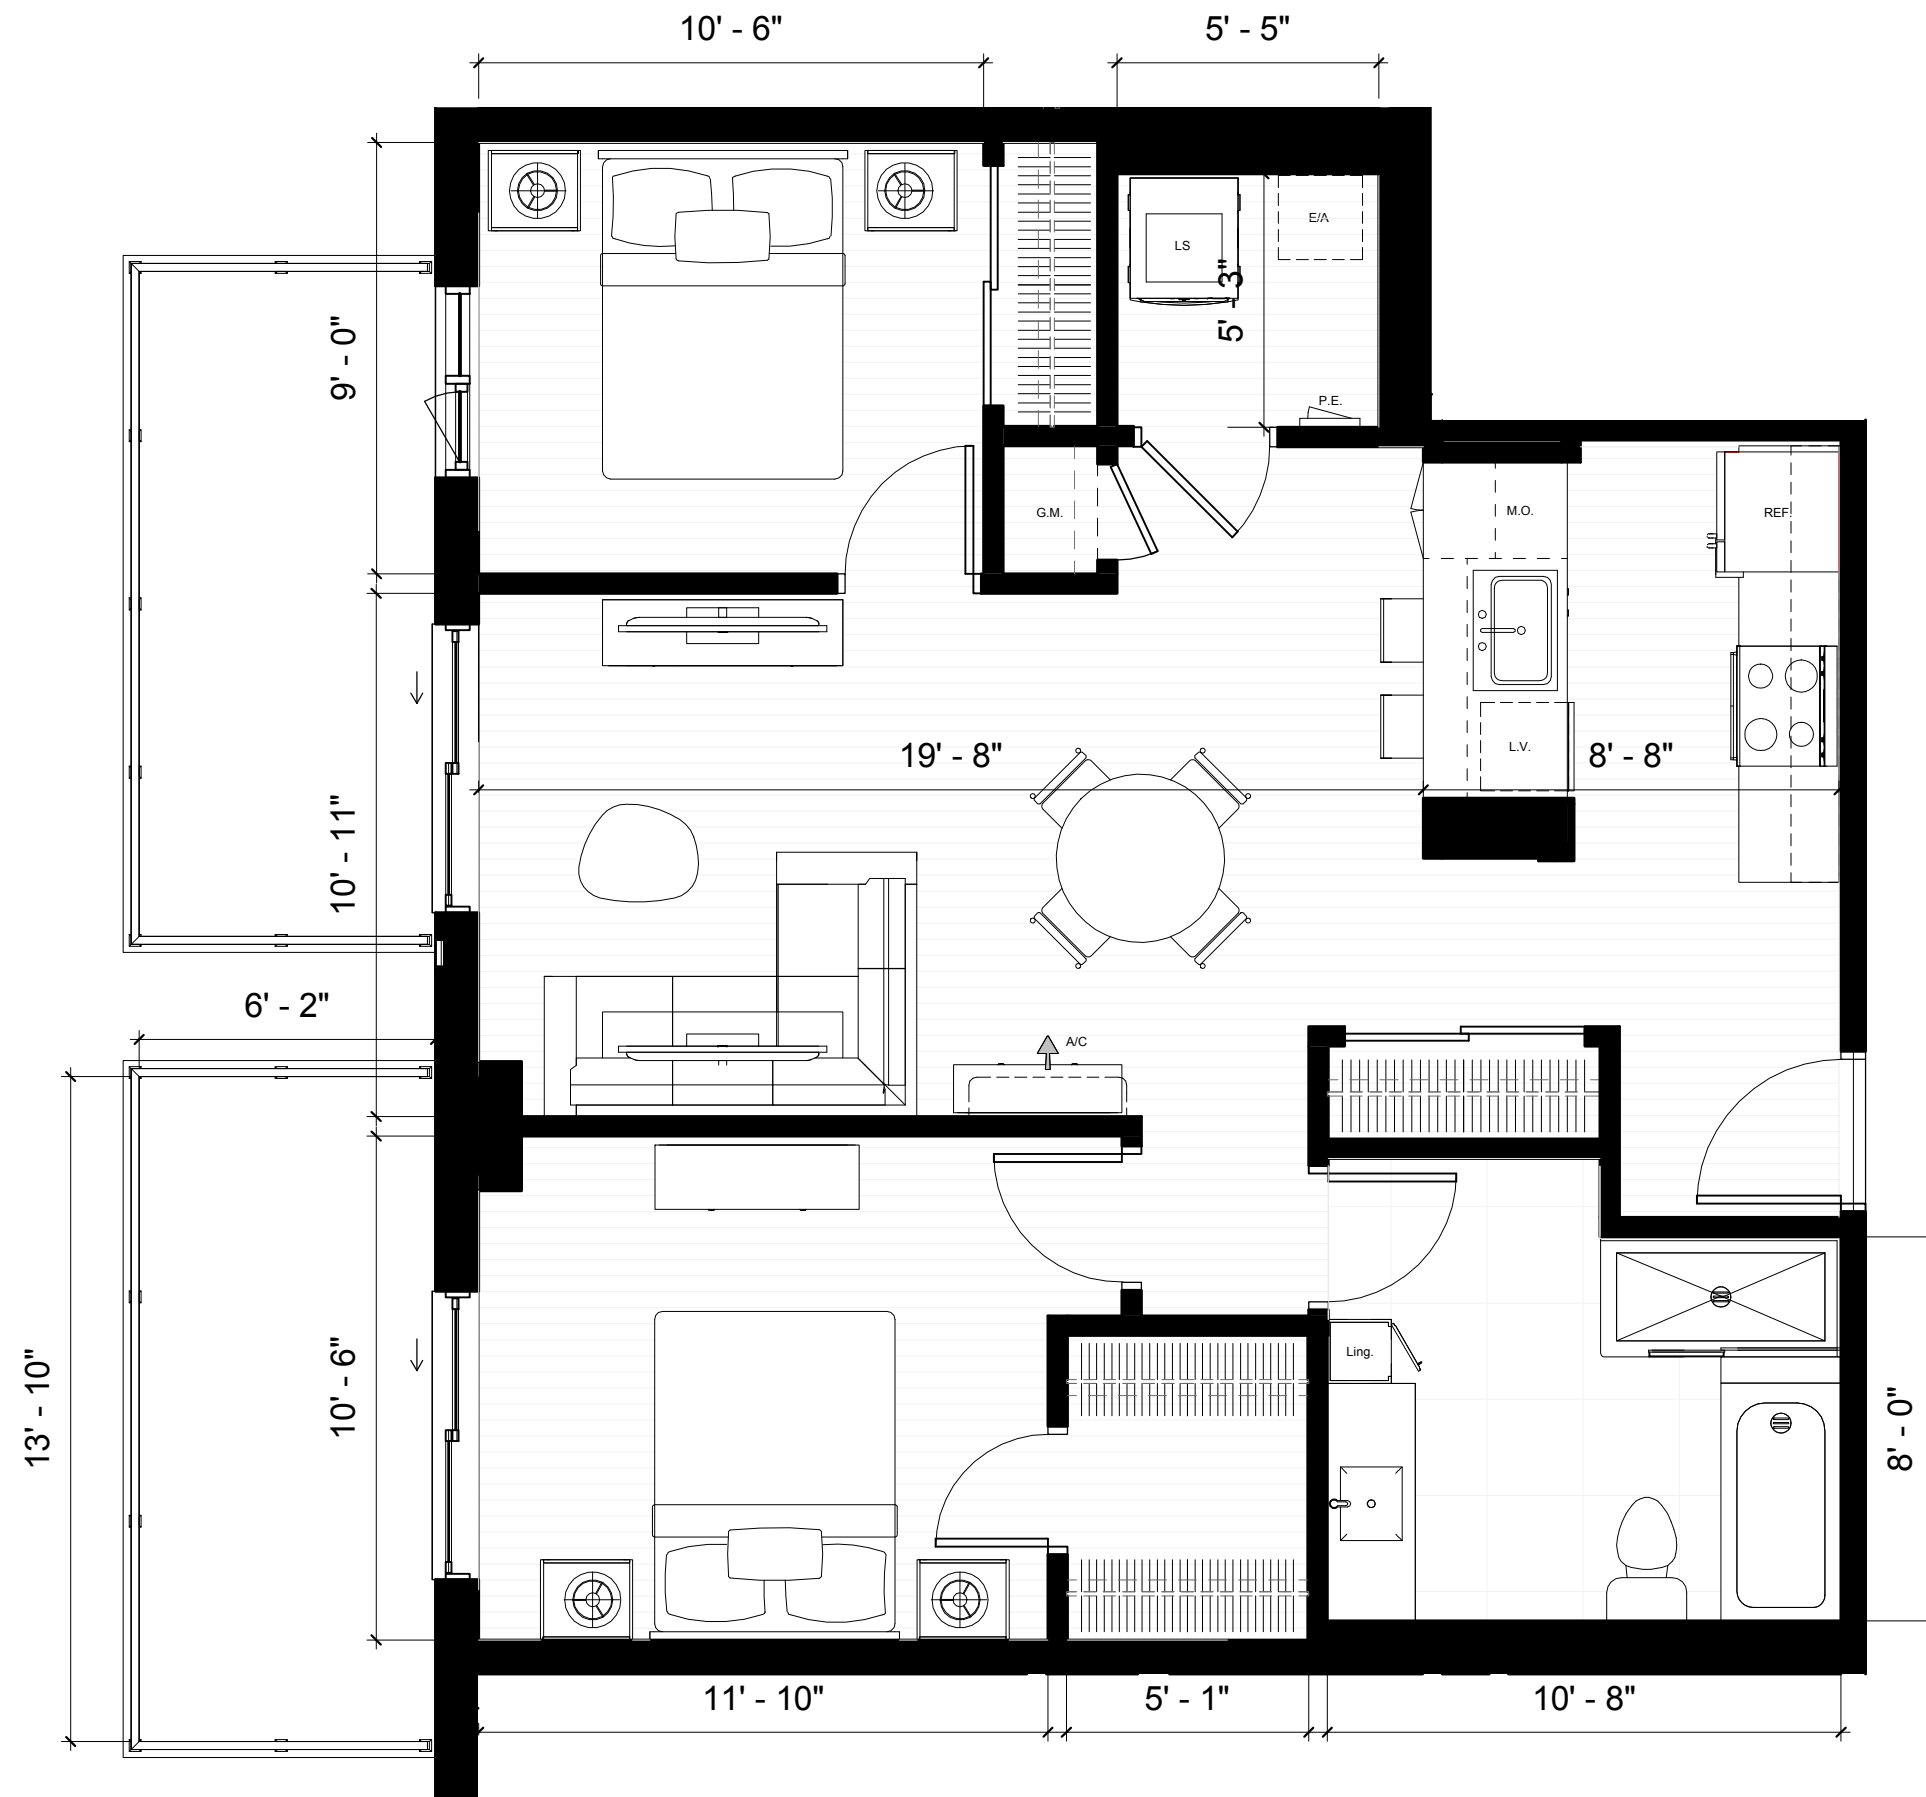 10' - 6"
5' - 5"
E/A
LS
5' - 3"
9' - 0"
P.E.
G.M.
M.O.
REF.
19' - 8"
L.V.
8' - 8"
10' - 11"
6' - 2"
A/C
13' - 10"
10' - 6"
Ling.
8' - 0"
11' - 10"
5' - 1"
10' - 8"